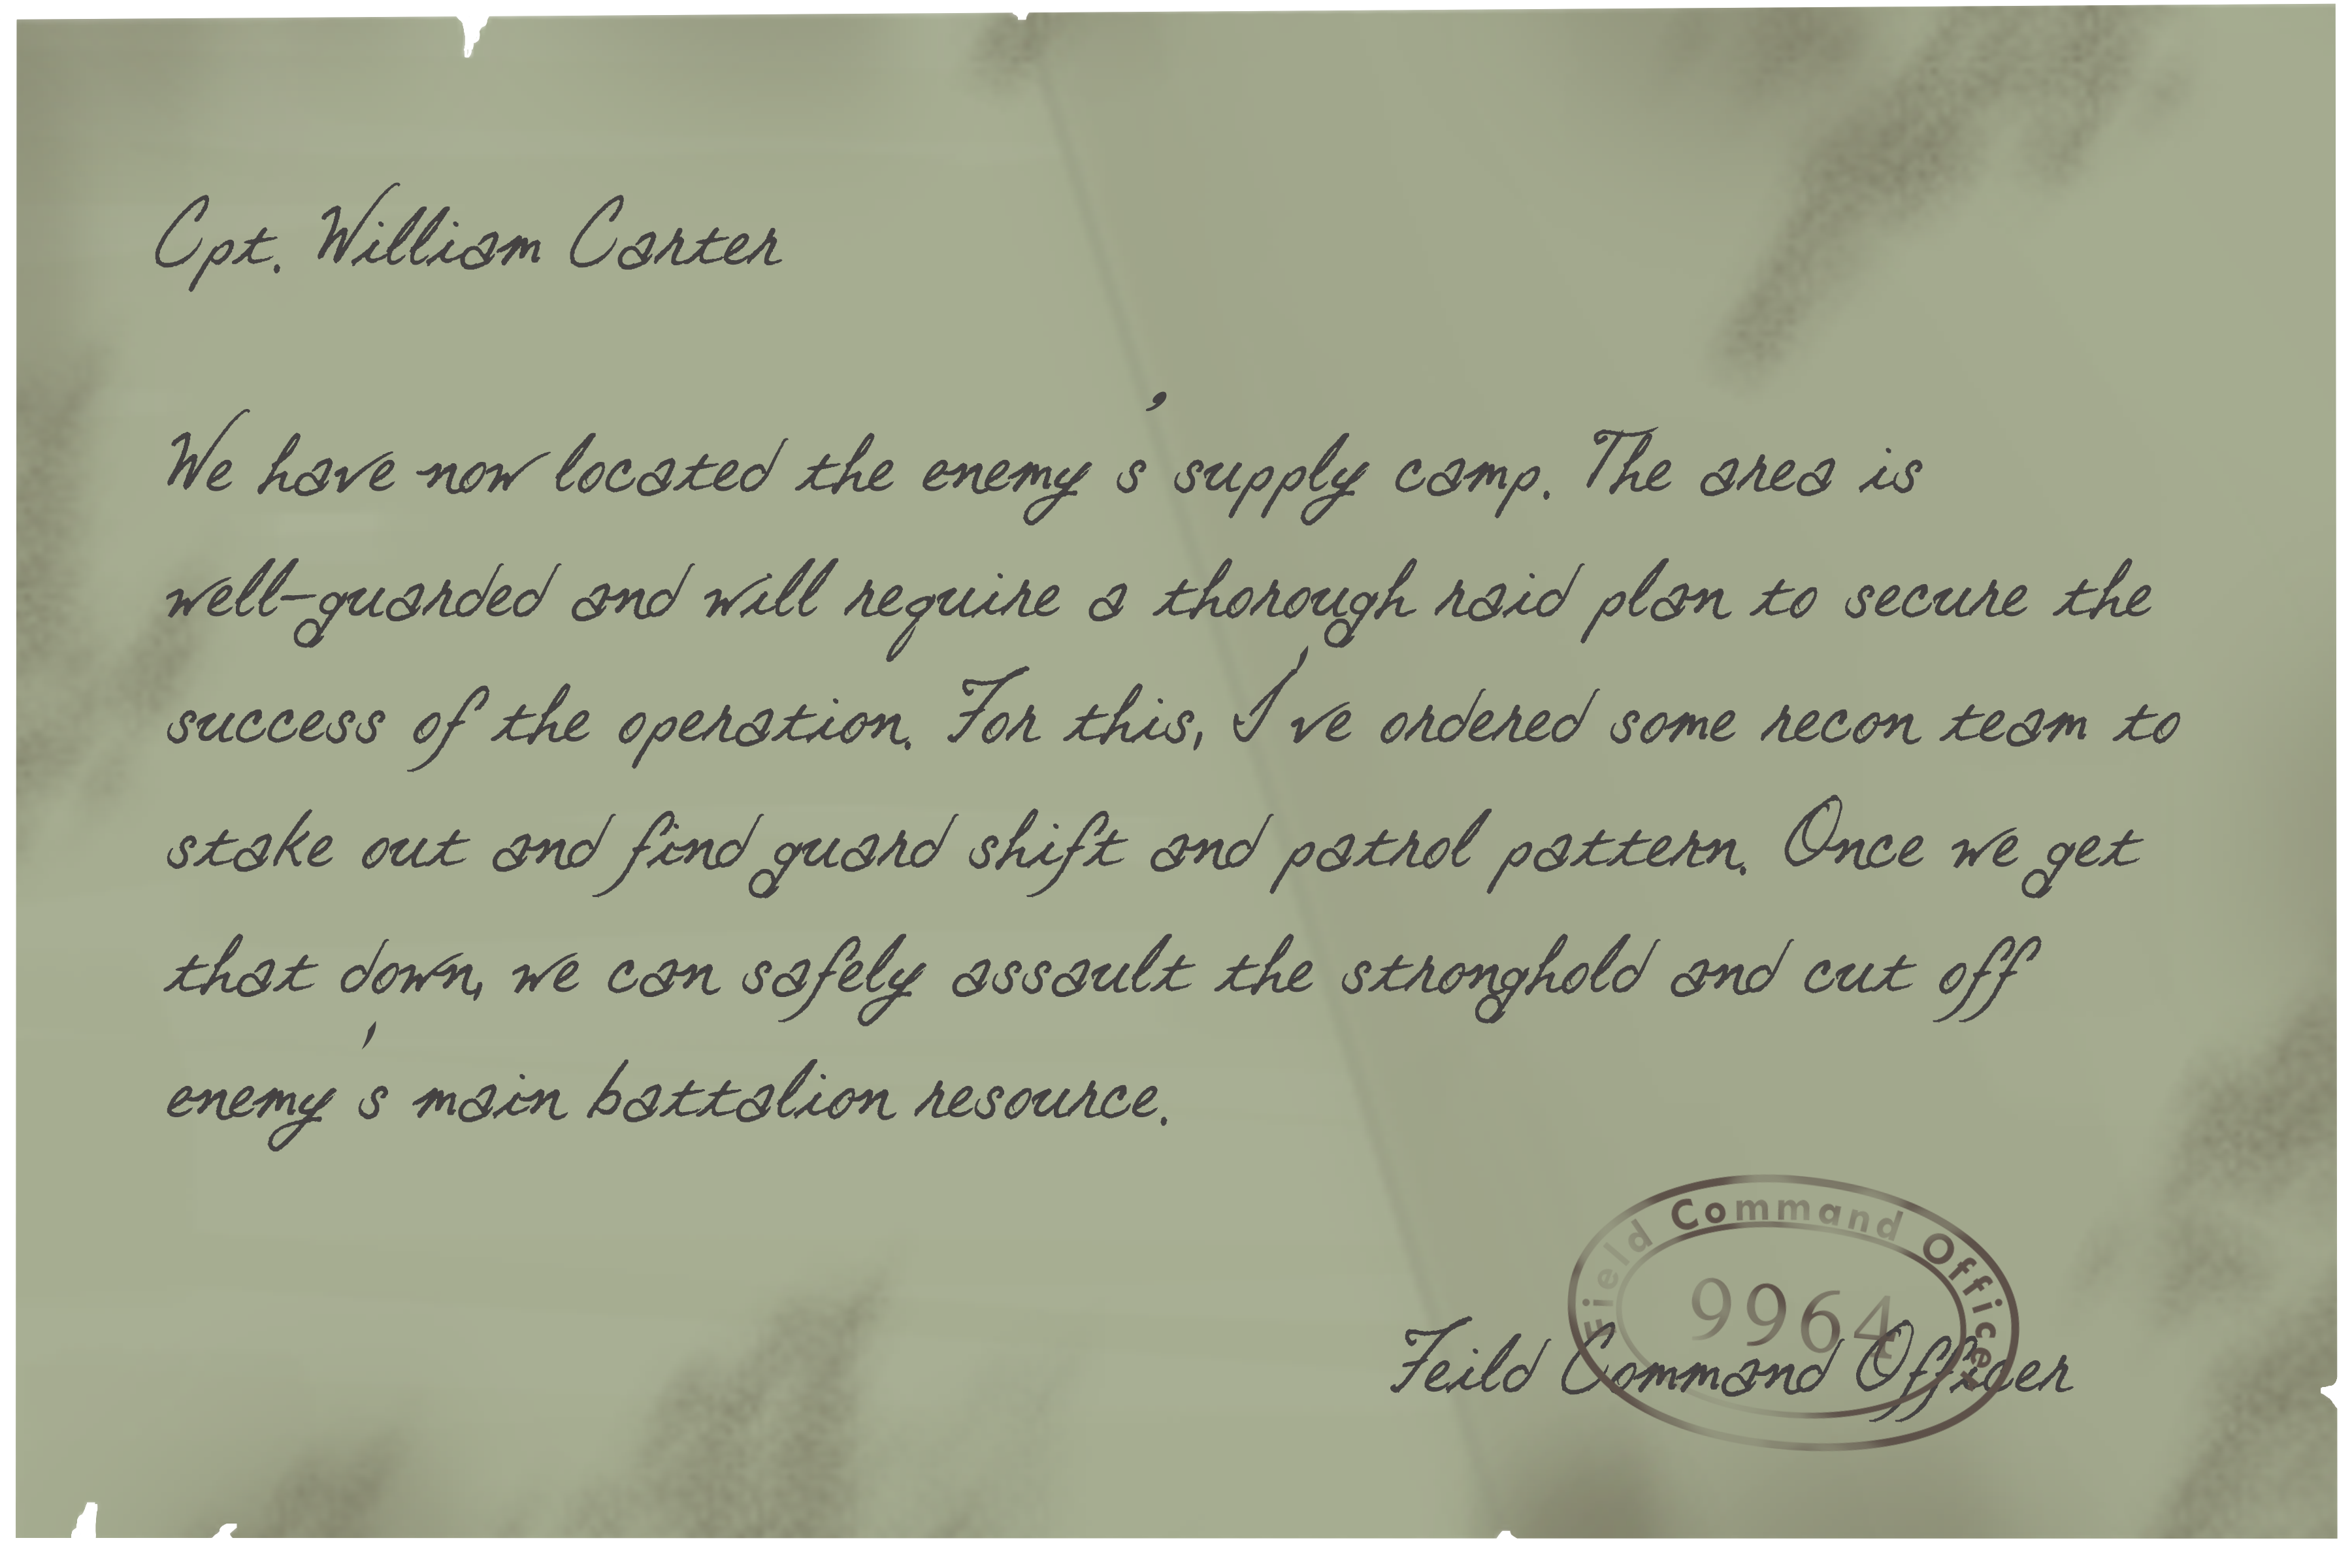 Cpt. William Carter
We have now located the enemy's supply camp. The area is
well-guarded and will require a thorough raid plan to secure the
success of the operation. For this, I've ordered some recon team to
stake out and find guard shift and patrol pattern. Once we get
that down, we can safely assault the stronghold and cut off
enemy's main battalion resource.
Field Command Officer
9964
Feild Command Officer